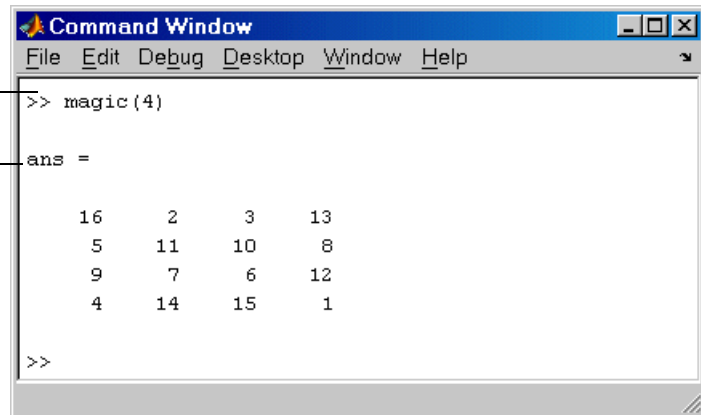 Command Window
File Edit Debug Desktop Window Help
>> magic(4)
ans =
16 2 3 13
5 11 10 8
9 7 6 12
4 14 15 1
>>